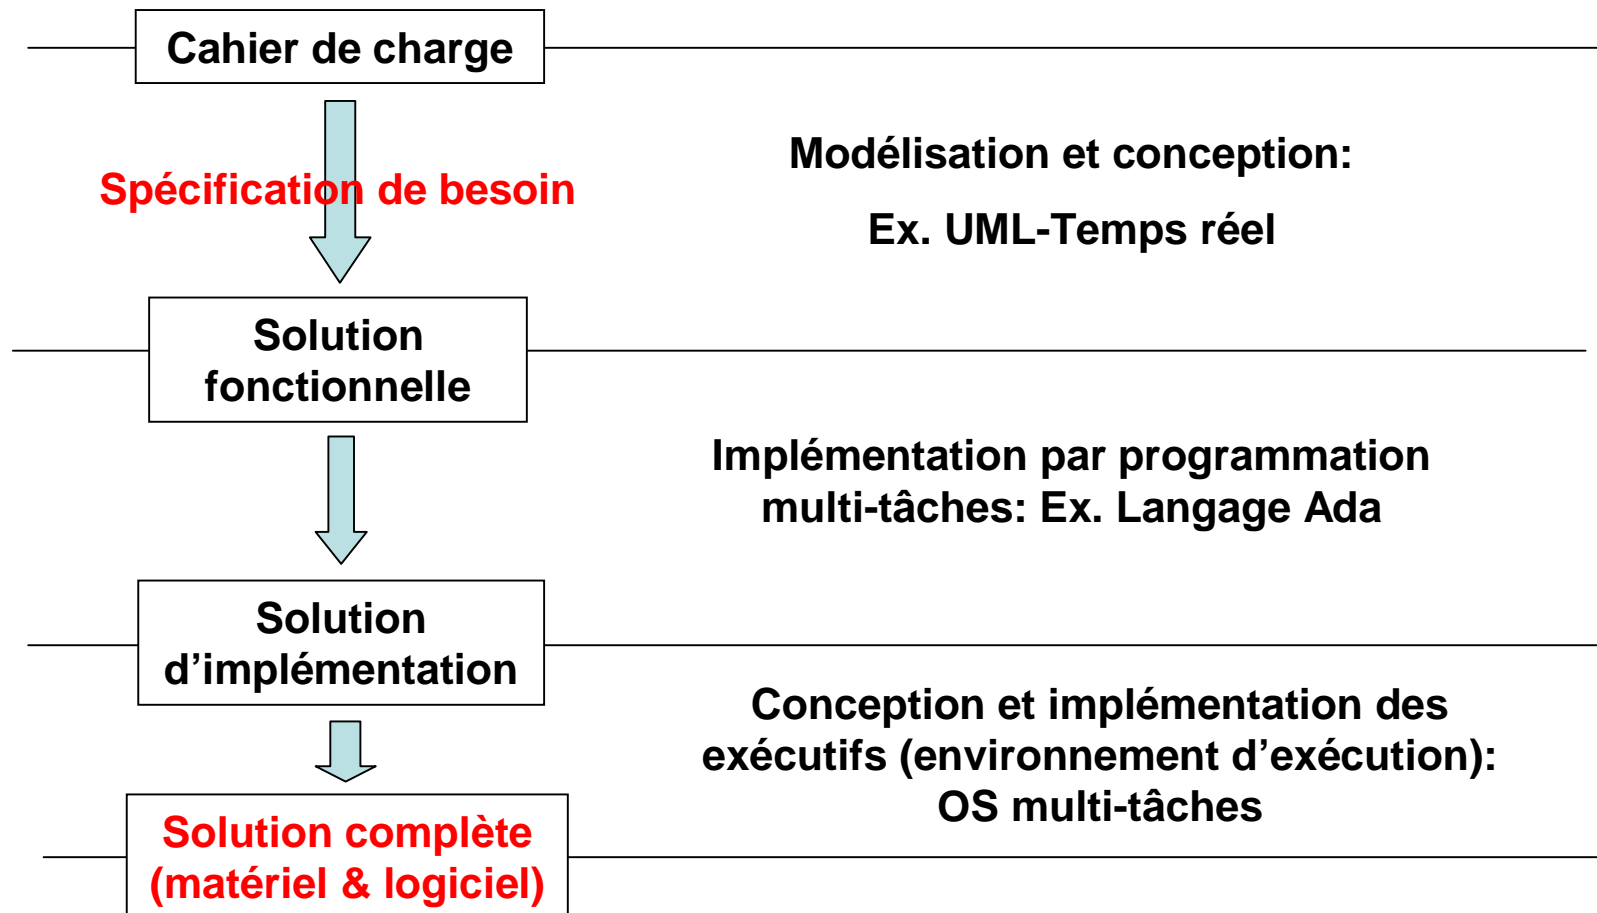 Cahier de charge
Modélisation et conception:
Spécification de besoin
Ex. UML-Temps réel
Solution
fonctionnelle
Implémentation par programmation
multi-tâches: Ex. Langage Ada
Solution
d’implémentation
Conception et implémentation des
exécutifs (environnement d’exécution):
OS multi-tâches
Solution complète
(matériel & logiciel)